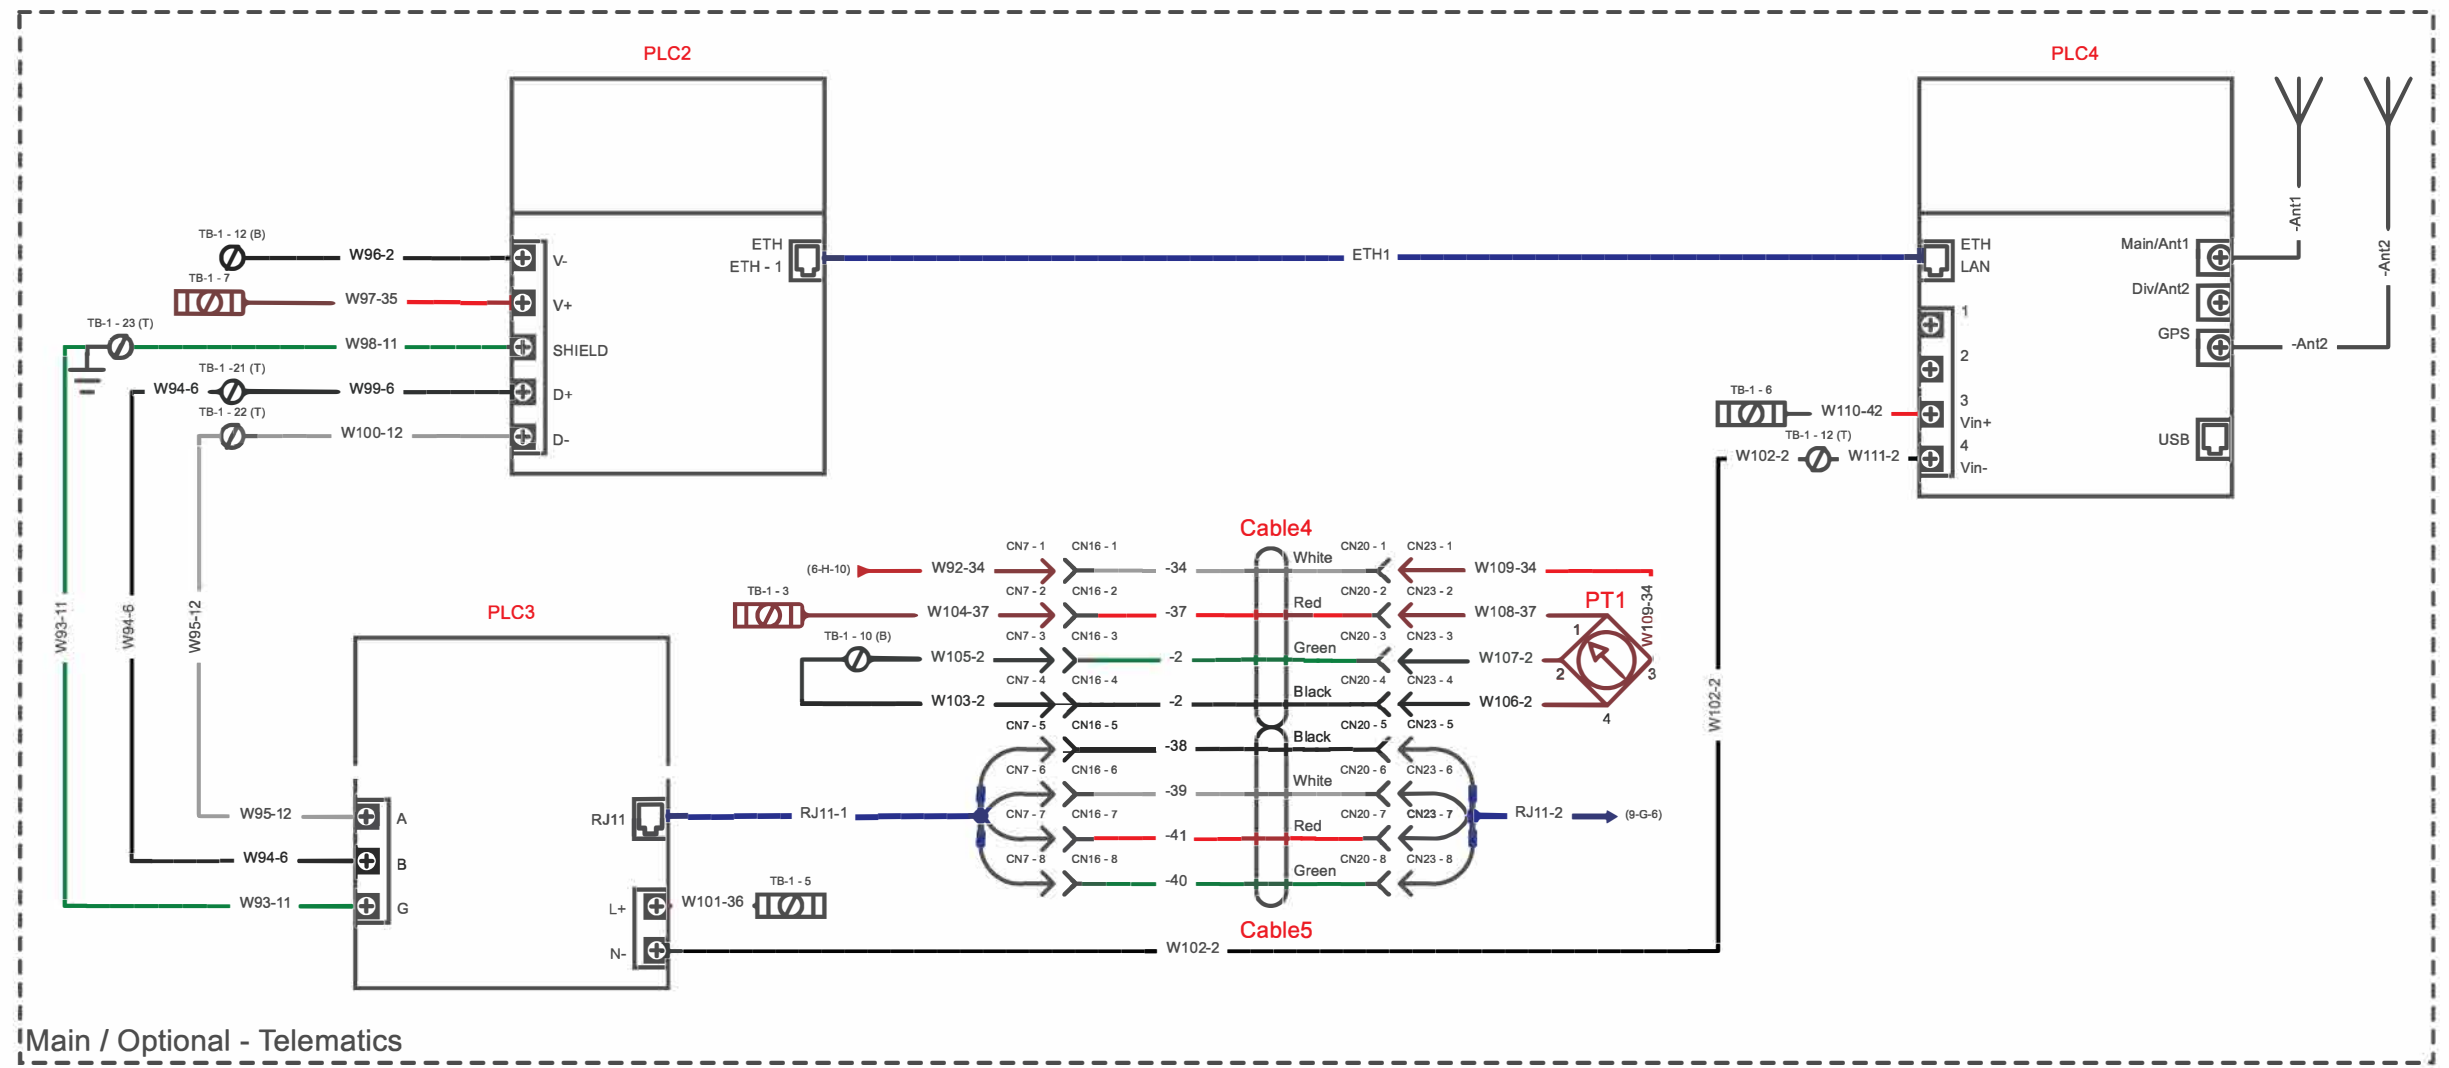 PLC2
PLC4
TB-1 - 12 (B)
W96-2
V-
TB-1 - 7
W97-35
V+
TB-1 - 23 (T)
W98-11
SHIELD
TB-1 -21 (T)
W94-6
W99-6
D+
TB-1 - 22 (T)
W100-12
D-
ETH
ETH - 1
ETH1
ETH
LAN
1
2
3
Vin+
4
Vin-
Main/Ant1
Div/Ant2
GPS
USB
-Ant1
-Ant2
-Ant2
TB-1 - 6
W110-42
TB-1 - 12 (T)
W102-2
W111-2
Cable4
CN7 - 1
CN16 - 1
White
CN20 - 1
CN23 - 1
(6-H-10)
W92-34
-34
W109-34
CN7 - 2
CN16 - 2
Red
CN20 - 2
CN23 - 2
TB-1 - 3
W104-37
-37
W108-37
PT1
W109-34
CN7 - 3
CN16 - 3
Green
CN20 - 3
CN23 - 3
TB-1 - 10 (B)
W105-2
-2
W107-2
1
2
3
4
CN7 - 4
CN16 - 4
Black
CN20 - 4
CN23 - 4
W103-2
-2
W106-2
CN7 - 5
CN16 - 5
Black
CN20 - 5
CN23 - 5
-38
CN7 - 6
CN16 - 6
White
CN20 - 6
CN23 - 6
-39
CN7 - 7
CN16 - 7
Red
CN20 - 7
CN23 - 7
-41
CN7 - 8
CN16 - 8
Green
CN20 - 8
CN23 - 8
-40
Cable5
RJ11-1
RJ11-2
(9-G-6)
W93-11
W94-6
W95-12
PLC3
W95-12
A
W94-6
B
W93-11
G
RJ11
L+
W101-36
TB-1 - 5
N-
W102-2
W102-2
Main / Optional - Telematics